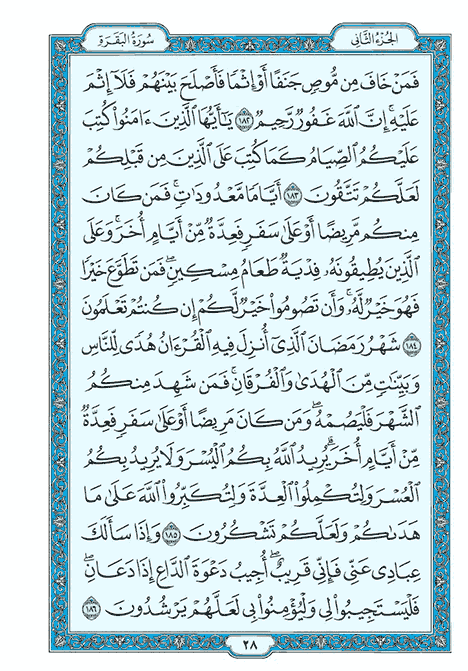 الجزء الثاني
سورة البقرة
فَمَنْ خَافَ مِن مُّوصٍ جَنَفًا أَوْ إِثْمًا فَأَصْلَحَ بَيْنَهُمْ فَلَآ إِثْمَ
عَلَيْهِ ۚ إِنَّ ٱللَّهَ غَفُورٌ رَّحِيمٌ ١٨٢ يَٰٓأَيُّهَا ٱلَّذِينَ ءَامَنُوا۟ كُتِبَ
عَلَيْكُمُ ٱلصِّيَامُ كَمَا كُتِبَ عَلَى ٱلَّذِينَ مِن قَبْلِكُمْ
لَعَلَّكُمْ تَتَّقُونَ ١٨٣ أَيَّامًا مَّعْدُودَٰتٍ ۚ فَمَن كَانَ
مِنكُم مَّرِيضًا أَوْ عَلَىٰ سَفَرٍ فَعِدَّةٌ مِّنْ أَيَّامٍ أُخَرَ ۚ وَعَلَى
ٱلَّذِينَ يُطِيقُونَهُۥ فِدْيَةٌ طَعَامُ مِسْكِينٍ ۖ فَمَن تَطَوَّعَ خَيْرًا
فَهُوَ خَيْرٌ لَّهُۥ ۚ وَأَن تَصُومُوا۟ خَيْرٌ لَّكُمْ ۖ إِن كُنتُمْ تَعْلَمُونَ
١٨٤ شَهْرُ رَمَضَانَ ٱلَّذِىٓ أُنزِلَ فِيهِ ٱلْقُرْءَانُ هُدًى لِّلنَّاسِ
وَبَيِّنَٰتٍ مِّنَ ٱلْهُدَىٰ وَٱلْفُرْقَانِ ۚ فَمَن شَهِدَ مِنكُمُ
ٱلشَّهْرَ فَلْيَصُمْهُ ۖ وَمَن كَانَ مَرِيضًا أَوْ عَلَىٰ سَفَرٍ فَعِدَّةٌ
مِّنْ أَيَّامٍ أُخَرَ ۗ يُرِيدُ ٱللَّهُ بِكُمُ ٱلْيُسْرَ وَلَا يُرِيدُ بِكُمُ
ٱلْعُسْرَ وَلِتُكْمِلُوا۟ ٱلْعِدَّةَ وَلِتُكَبِّرُوا۟ ٱللَّهَ عَلَىٰ مَا
هَدَىٰكُمْ وَلَعَلَّكُمْ تَشْكُرُونَ ١٨٥ وَإِذَا سَأَلَكَ
عِبَادِى عَنِّى فَإِنِّى قَرِيبٌ ۖ أُجِيبُ دَعْوَةَ ٱلدَّاعِ إِذَا دَعَانِ ۖ
فَلْيَسْتَجِيبُوا۟ لِى وَلْيُؤْمِنُوا۟ بِى لَعَلَّهُمْ يَرْشُدُونَ ١٨٦
٢٨